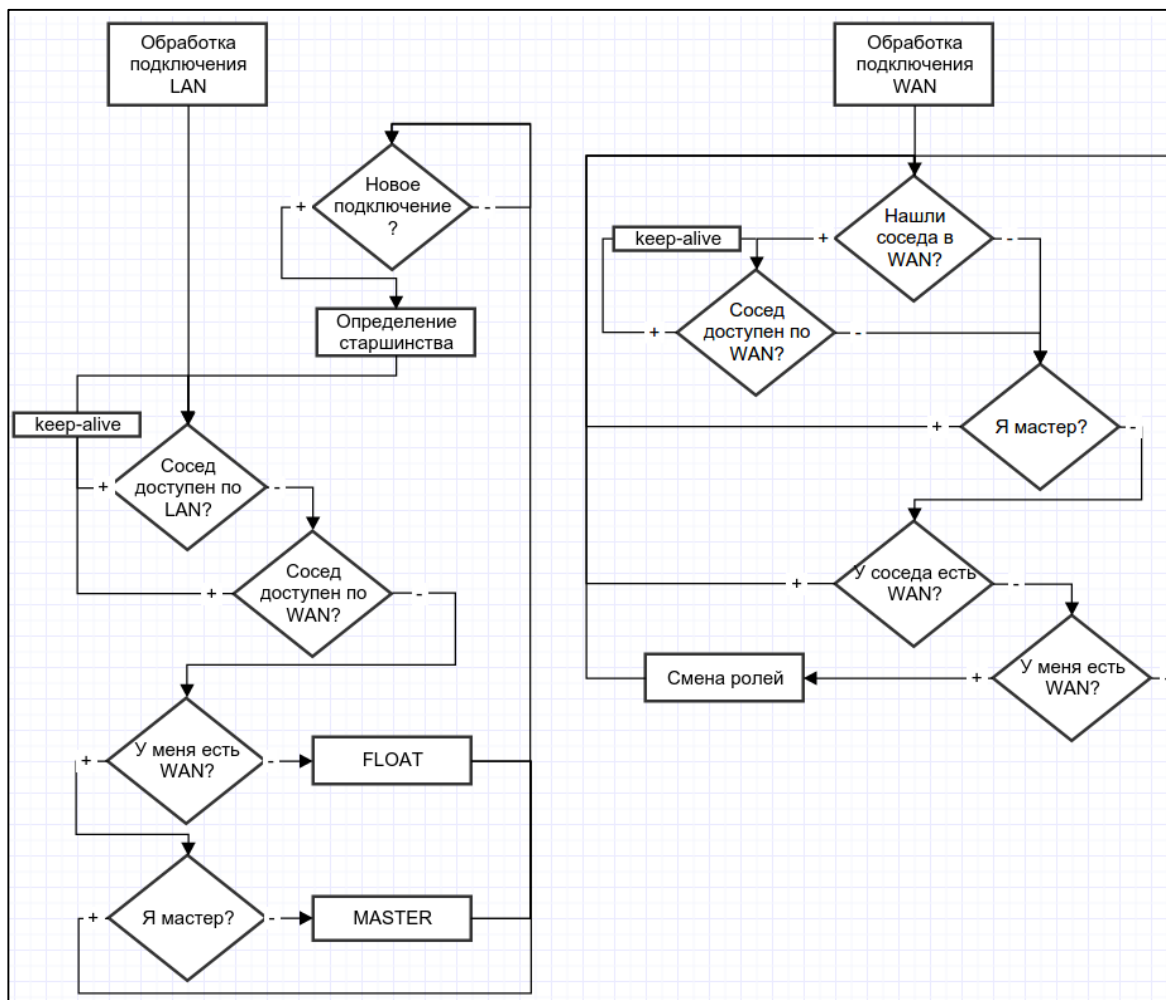 Обработка
подключения
LAN
Новое
подключение
?
+
-
Определение
старшинства
keep-alive
Сосед
доступен по
LAN?
+
-
Сосед
доступен по
WAN?
+
-
У меня есть
WAN?
+
-
FLOAT
Я мастер?
+
-
MASTER
Обработка
подключения
WAN
Нашли
соседа в
WAN?
+
-
keep-alive
Сосед
доступен по
WAN?
+
-
Я мастер?
+
-
У соседа есть
WAN?
+
-
У меня есть
WAN?
+
-
Смена ролей